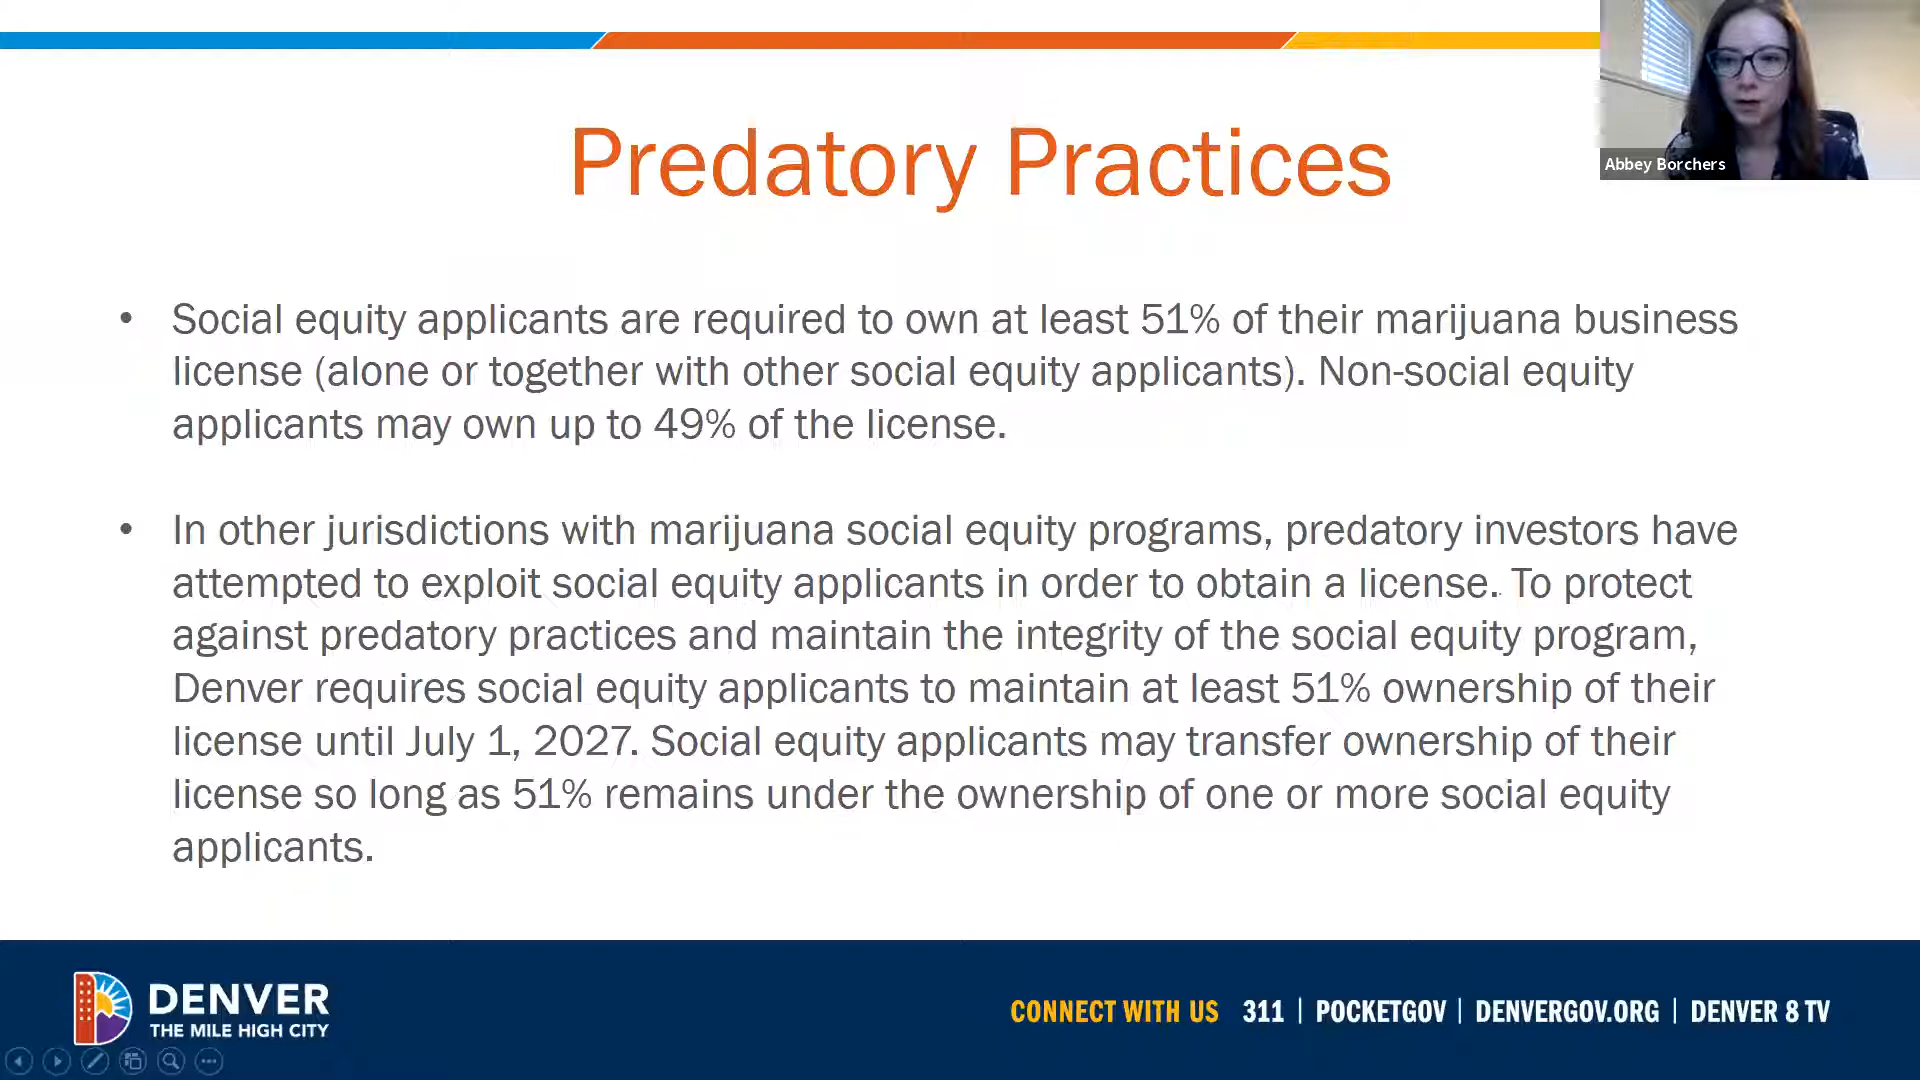 Predatory Practices
Abbey Borchers
• Social equity applicants are required to own at least 51% of their marijuana business
license (alone or together with other social equity applicants). Non-social equity
applicants may own up to 49% of the license.
• In other jurisdictions with marijuana social equity programs, predatory investors have
attempted to exploit social equity applicants in order to obtain a license. To protect
against predatory practices and maintain the integrity of the social equity program,
Denver requires social equity applicants to maintain at least 51% ownership of their
license until July 1, 2027. Social equity applicants may transfer ownership of their
license so long as 51% remains under the ownership of one or more social equity
applicants.
DENVER
THE MILE HIGH CITY
CONNECT WITH US 311 | POCKETGOV | DENVERGOV.ORG | DENVER 8 TV